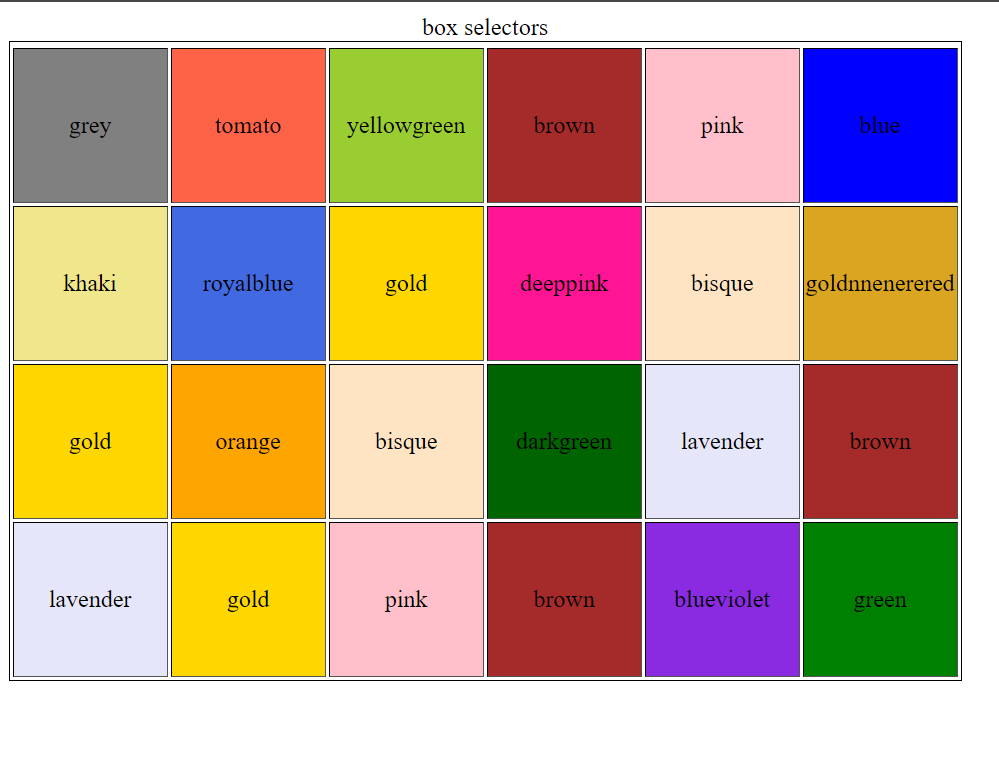 box selectors
grey tomato yellowgreen brown pink blue
khaki royalblue gold deeppink bisque goldnnenerered
gold orange bisque darkgreen lavender brown
lavender gold pink brown blueviolet green